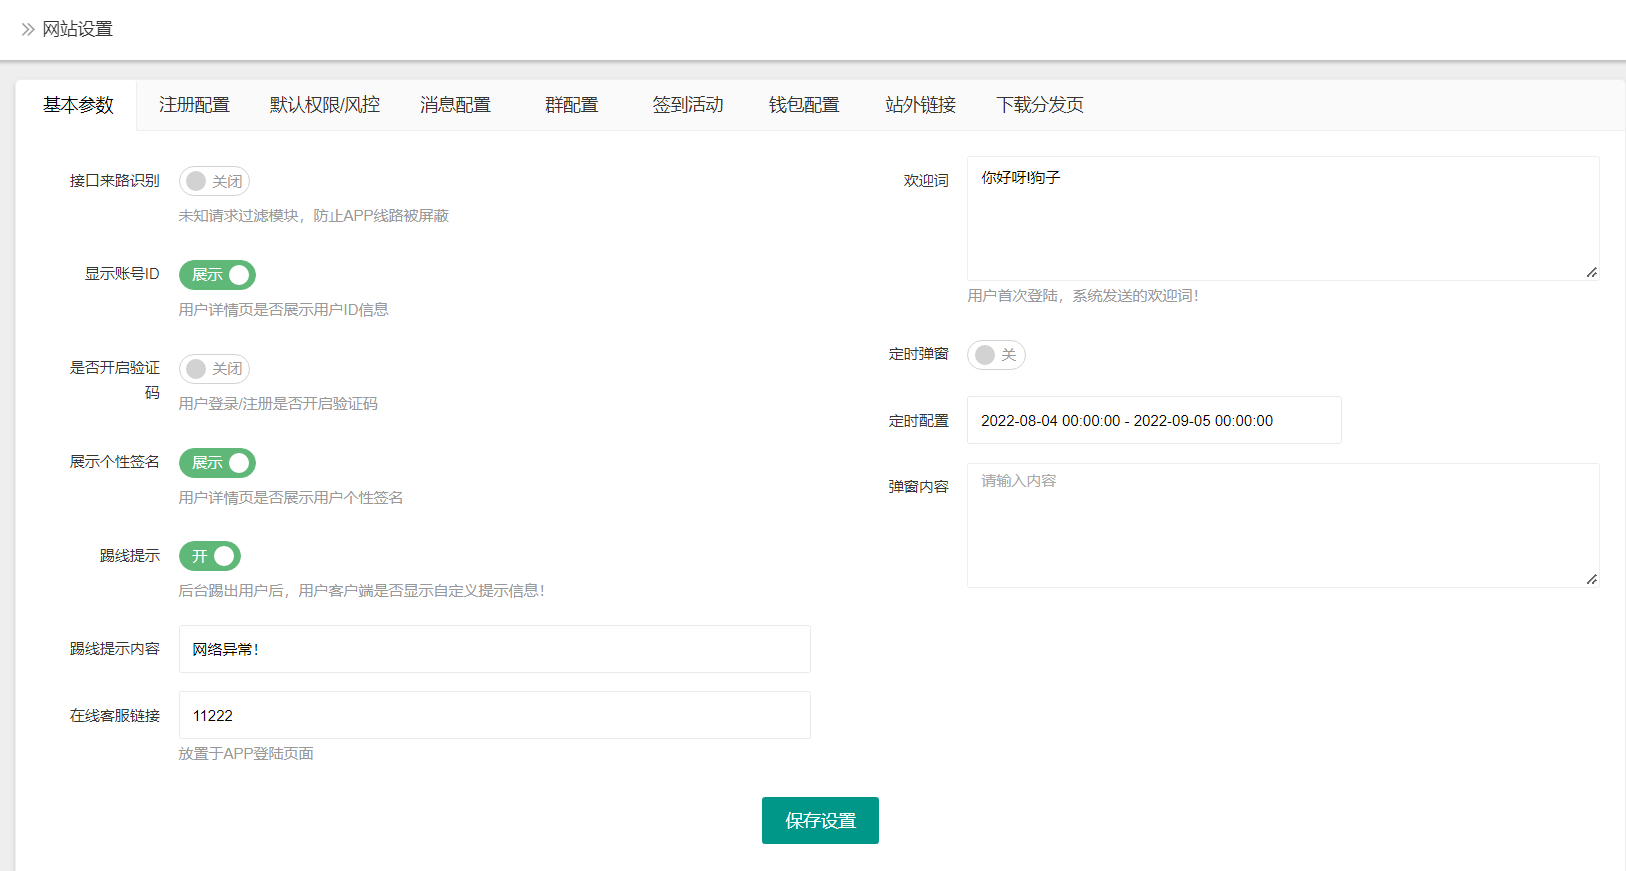 网站设置
基本参数 注册配置 默认权限/风控 消息配置 群配置 签到活动 钱包配置 站外链接 下载分发页
接口来路识别 关闭
未知请求过滤模块，防止APP线路被屏蔽
显示账号ID 展示
用户详情页是否展示用户ID信息
是否开启验证
码
关闭
用户登录/注册是否开启验证码
展示个性签名 展示
用户详情页是否展示用户个性签名
踢线提示 开
后台踢出用户后，用户客户端是否显示自定义提示信息！
踢线提示内容 网络异常！
在线客服链接 11222
放置于APP登陆页面
欢迎词 你好呀!狗子
用户首次登陆，系统发送的欢迎词！
定时弹窗 关
定时配置 2022-08-04 00:00:00 - 2022-09-05 00:00:00
弹窗内容 请输入内容
保存设置